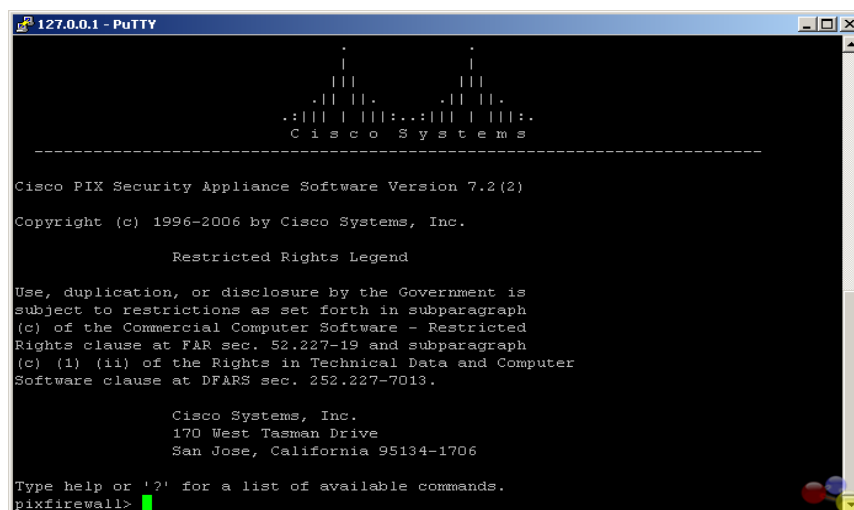 127.0.0.1 - PuTTY
.                .
|                |
|||              |||
.|| ||.          .|| ||.
.:||| | |||:..:||| | |||:.
C i s c o   S y s t e m s
--------------------------------------------------------------------------
Cisco PIX Security Appliance Software Version 7.2(2)
Copyright (c) 1996-2006 by Cisco Systems, Inc.
Restricted Rights Legend
Use, duplication, or disclosure by the Government is
subject to restrictions as set forth in subparagraph
(c) of the Commercial Computer Software - Restricted
Rights clause at FAR sec. 52.227-19 and subparagraph
(c) (1) (ii) of the Rights in Technical Data and Computer
Software clause at DFARS sec. 252.227-7013.
Cisco Systems, Inc.
170 West Tasman Drive
San Jose, California 95134-1706
Type help or '?' for a list of available commands.
pixfirewall>